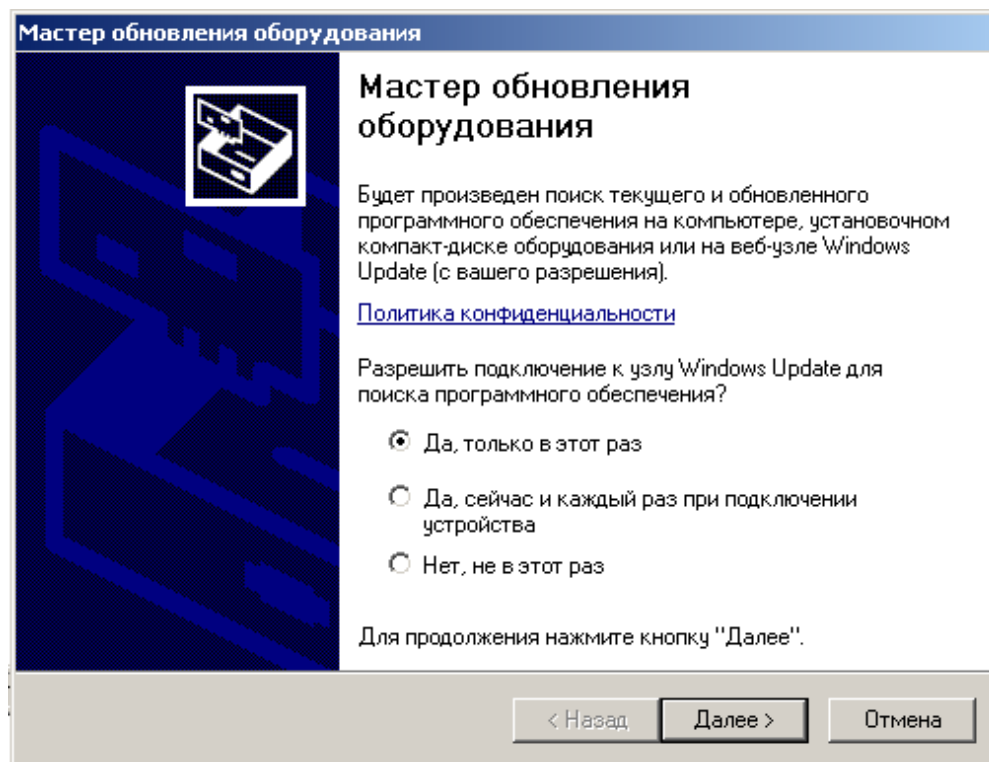 Мастер обновления оборудования
Мастер обновления
оборудования
Будет произведен поиск текущего и обновленного
программного обеспечения на компьютере, установочном
компакт-диске оборудования или на веб-узле Windows
Update (с вашего разрешения).
Политика конфиденциальности
Разрешить подключение к узлу Windows Update для
поиска программного обеспечения?
Да, только в этот раз
Да, сейчас и каждый раз при подключении
устройства
Нет, не в этот раз
Для продолжения нажмите кнопку "Далее".
< Назад Далее > Отмена